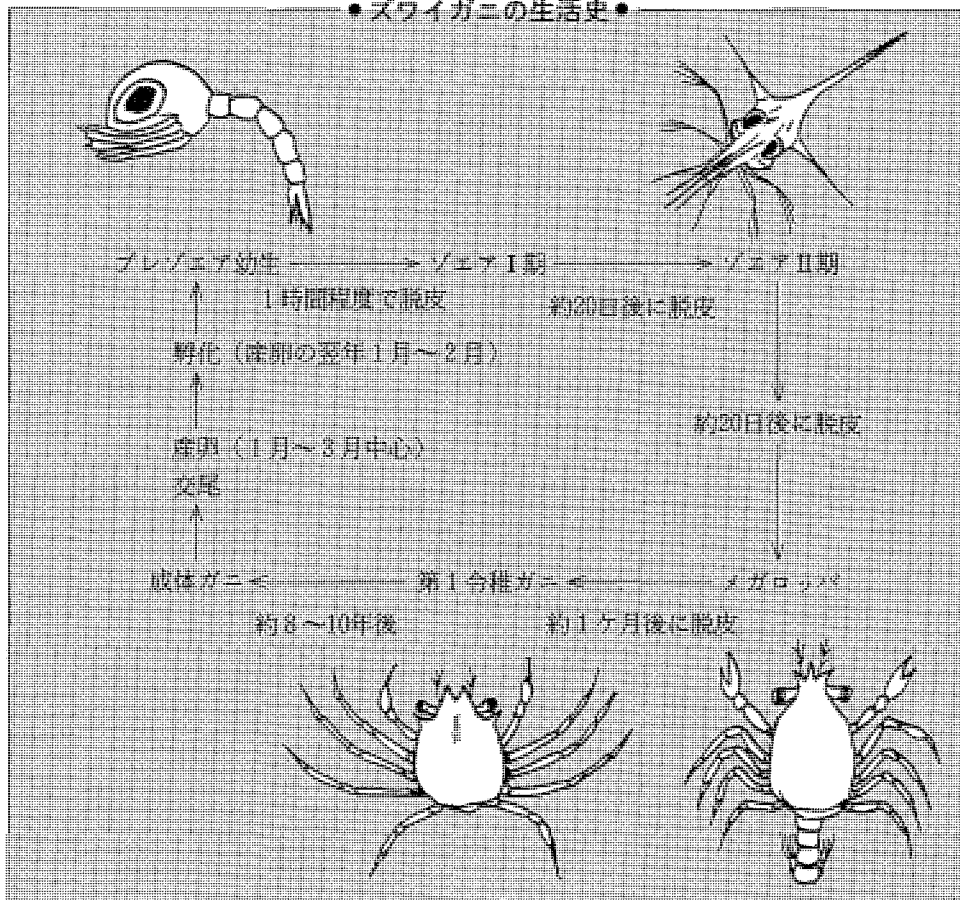 ●ズワイガニの生活史●
プレゾエア幼生 ゾエアⅠ期 ゾエアⅡ期
1時間程度で脱皮 約20日後に脱皮
孵化（産卵の翌年1月～2月）
約20日後に脱皮
産卵（1月～3月中心）
交尾
成体ガニ 第1令稚ガニ メガロッパ
約8～10年後 約1ケ月後に脱皮